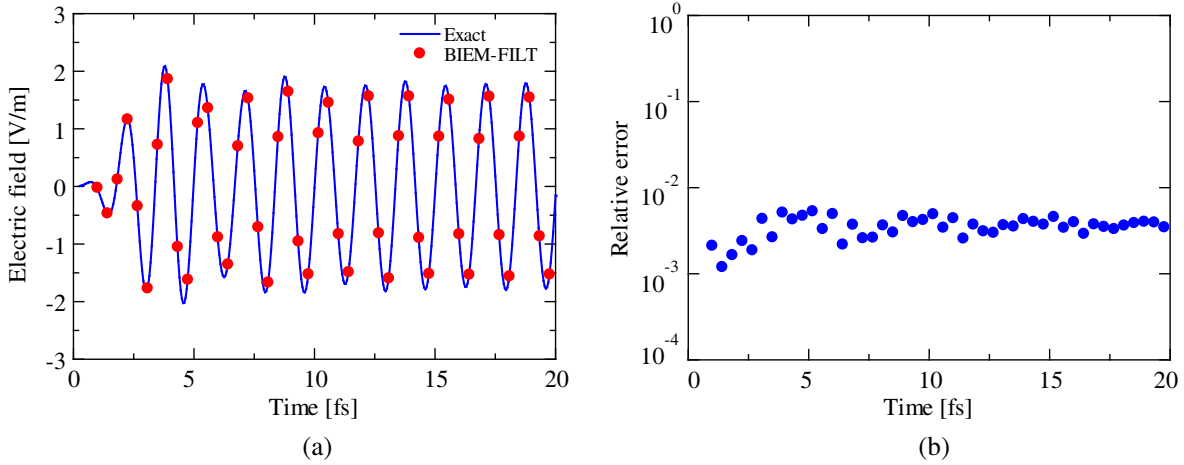 3
2
1
0
-1
-2
-3
Electric field [V/m]
Exact
BIEM-FILT
0 5 10 15 20
Time [fs]
(a)
10^0
10^-1
10^-2
10^-3
10^-4
Relative error
0 5 10 15 20
Time [fs]
(b)